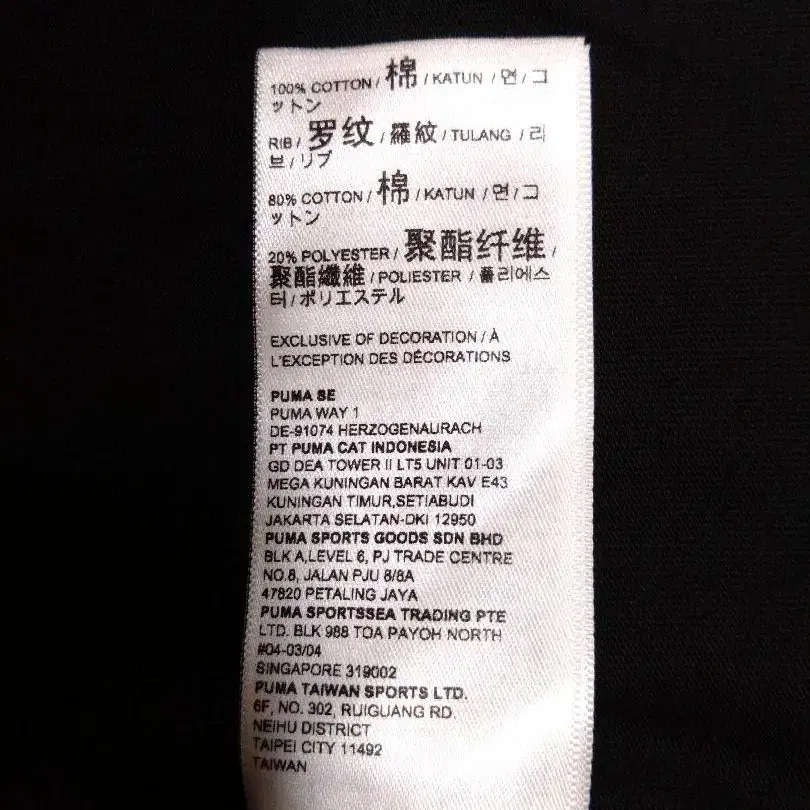 100% COTTON / 棉 / KATUN / 면 / コ
ットン
RIB / 罗纹 / 羅紋 / TULANG / 리
브 / リブ
80% COTTON / 棉 / KATUN / 면 / コ
ットン
20% POLYESTER / 聚酯纤维 /
聚酯纖維 / POLIESTER / 폴리에스
터 / ポリエステル
EXCLUSIVE OF DECORATION / À
L'EXCEPTION DES DÉCORATIONS
PUMA SE
PUMA WAY 1
DE-91074 HERZOGENAURACH
PT PUMA CAT INDONESIA
GD DEA TOWER II LT5 UNIT 01-03
MEGA KUNINGAN BARAT KAV E43
KUNINGAN TIMUR,SETIABUDI
JAKARTA SELATAN-DKI 12950
PUMA SPORTS GOODS SDN BHD
BLK A,LEVEL 6, PJ TRADE CENTRE
NO.8, JALAN PJU 8/8A
47820 PETALING JAYA
PUMA SPORTSSEA TRADING PTE
LTD. BLK 988 TOA PAYOH NORTH
#04-03/04
SINGAPORE 319002
PUMA TAIWAN SPORTS LTD.
6F, NO. 302, RUIGUANG RD.
NEIHU DISTRICT
TAIPEI CITY 11492
TAIWAN